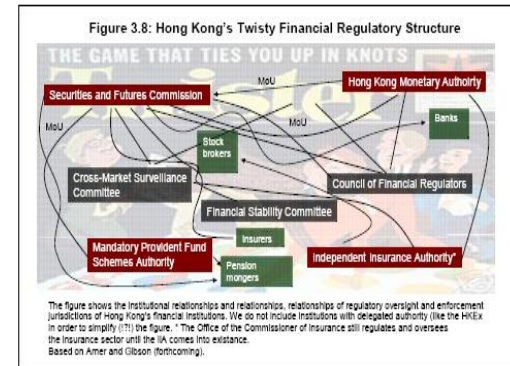 Figure 3.8: Hong Kong's Twisty Financial Regulatory Structure
THE GAME THAT TIES YOU UP IN KNOTS
Twister
MoU
Hong Kong Monetary Authoirty
Securities and Futures Commission
Banks
MoU
MoU
Stock
brokers
Cross-Market Surveillance
Committee
Council of Financial Regulators
Financial Stability Committee
Insurers
Mandatory Provident Fund
Schemes Authority
Independent Insurance Authority*
Pension
mongers
The figure shows the institutional relationships and relationships, relationships of regulatory oversight and enforcement
jurisdictions of Hong Kong's financial institutions. We do not include institutions with delegated authority (like the HKEx
in order to simplify (!?!) the figure. * The Office of the Commissioner of Insurance still regulates and oversees
the insurance sector until the IIA comes into existance.
Based on Amer and Gibson (forthcoming).